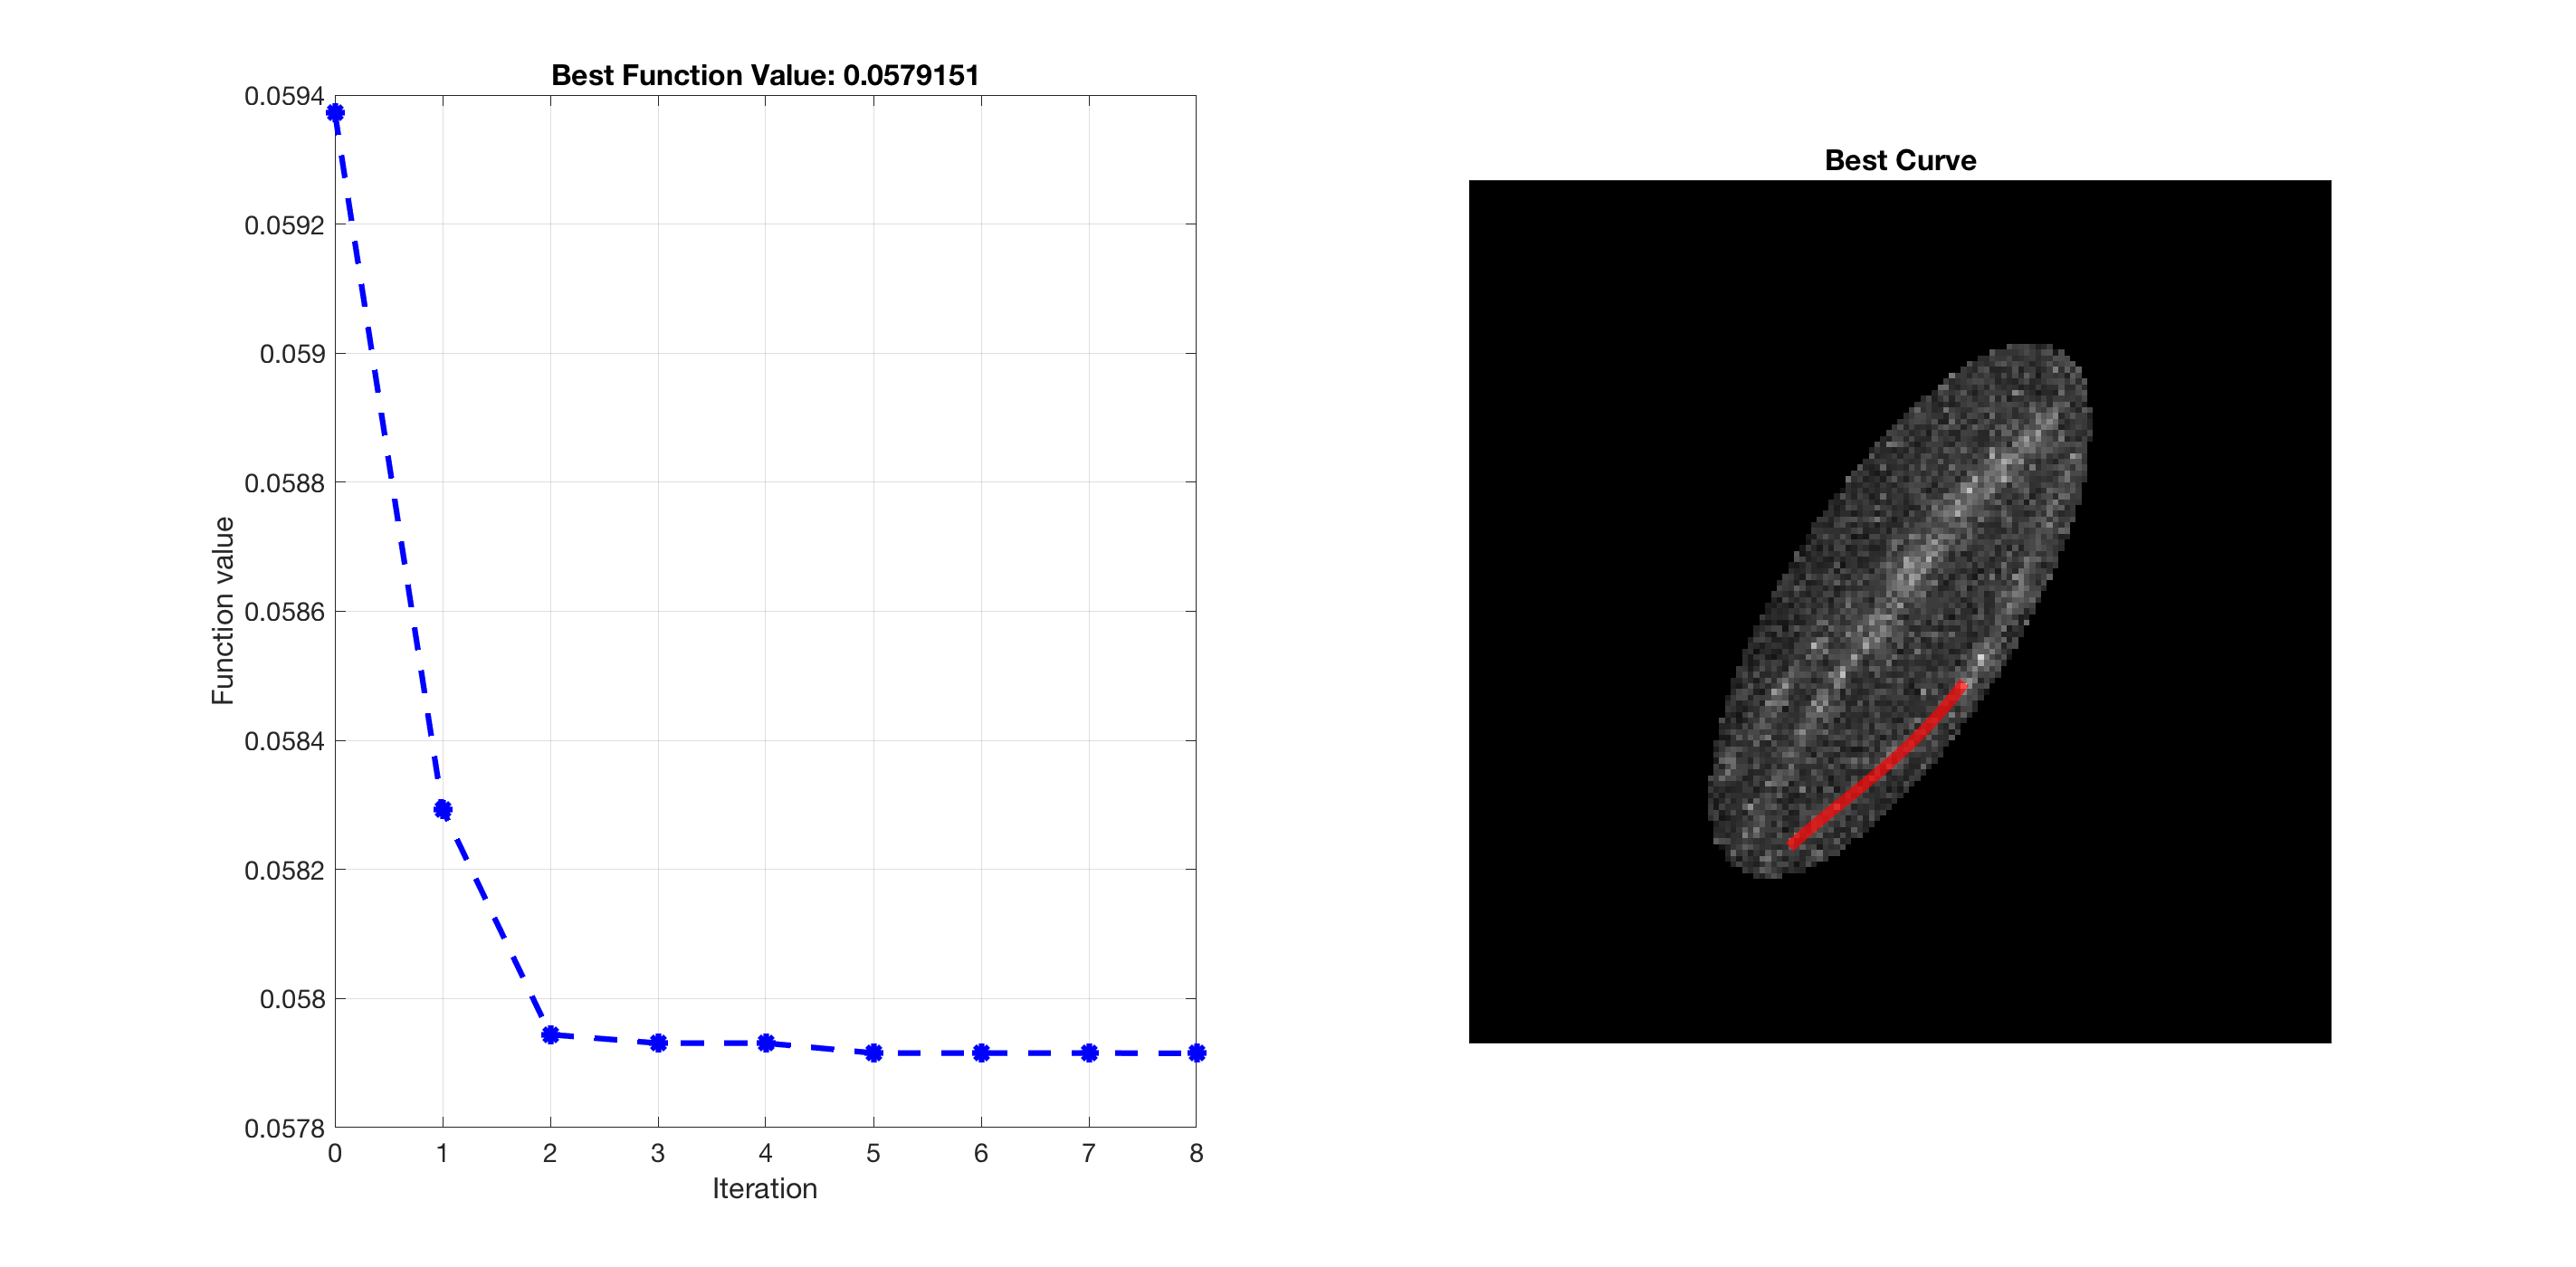 Best Function Value: 0.0579151
0.0594
0.0592
0.059
0.0588
0.0586
0.0584
0.0582
0.058
0.0578
Function value
0 1 2 3 4 5 6 7 8
Iteration
Best Curve